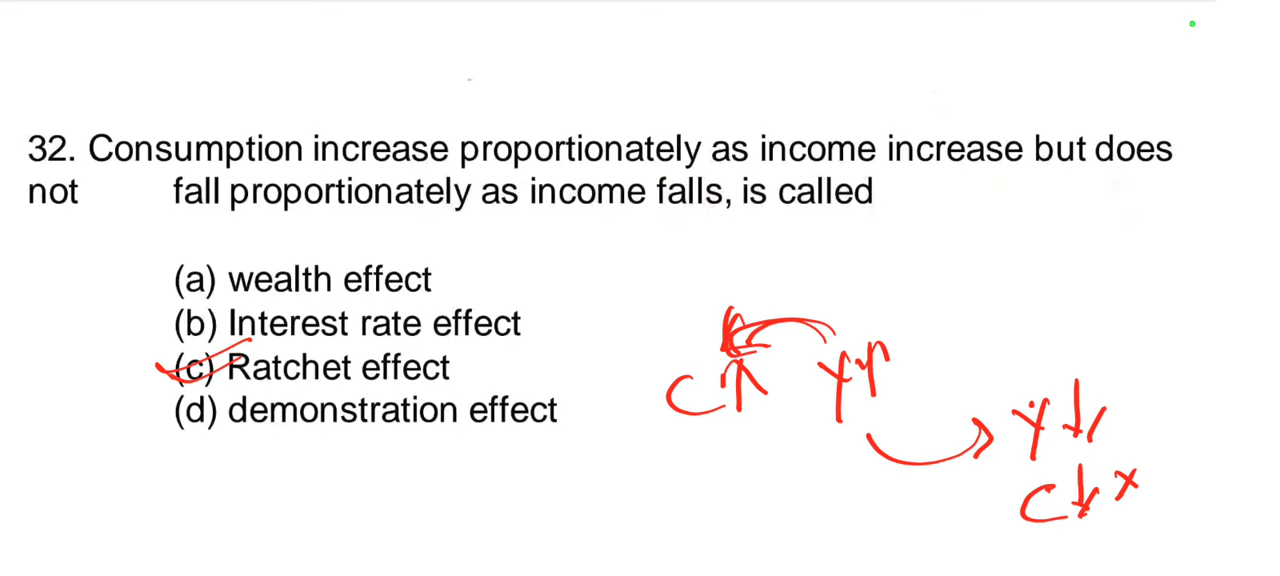 32. Consumption increase proportionately as income increase but does
not fall proportionately as income falls, is called
(a) wealth effect
(b) Interest rate effect
(c) Ratchet effect
(d) demonstration effect
C↑ Y↑
Y↓
C↓ x